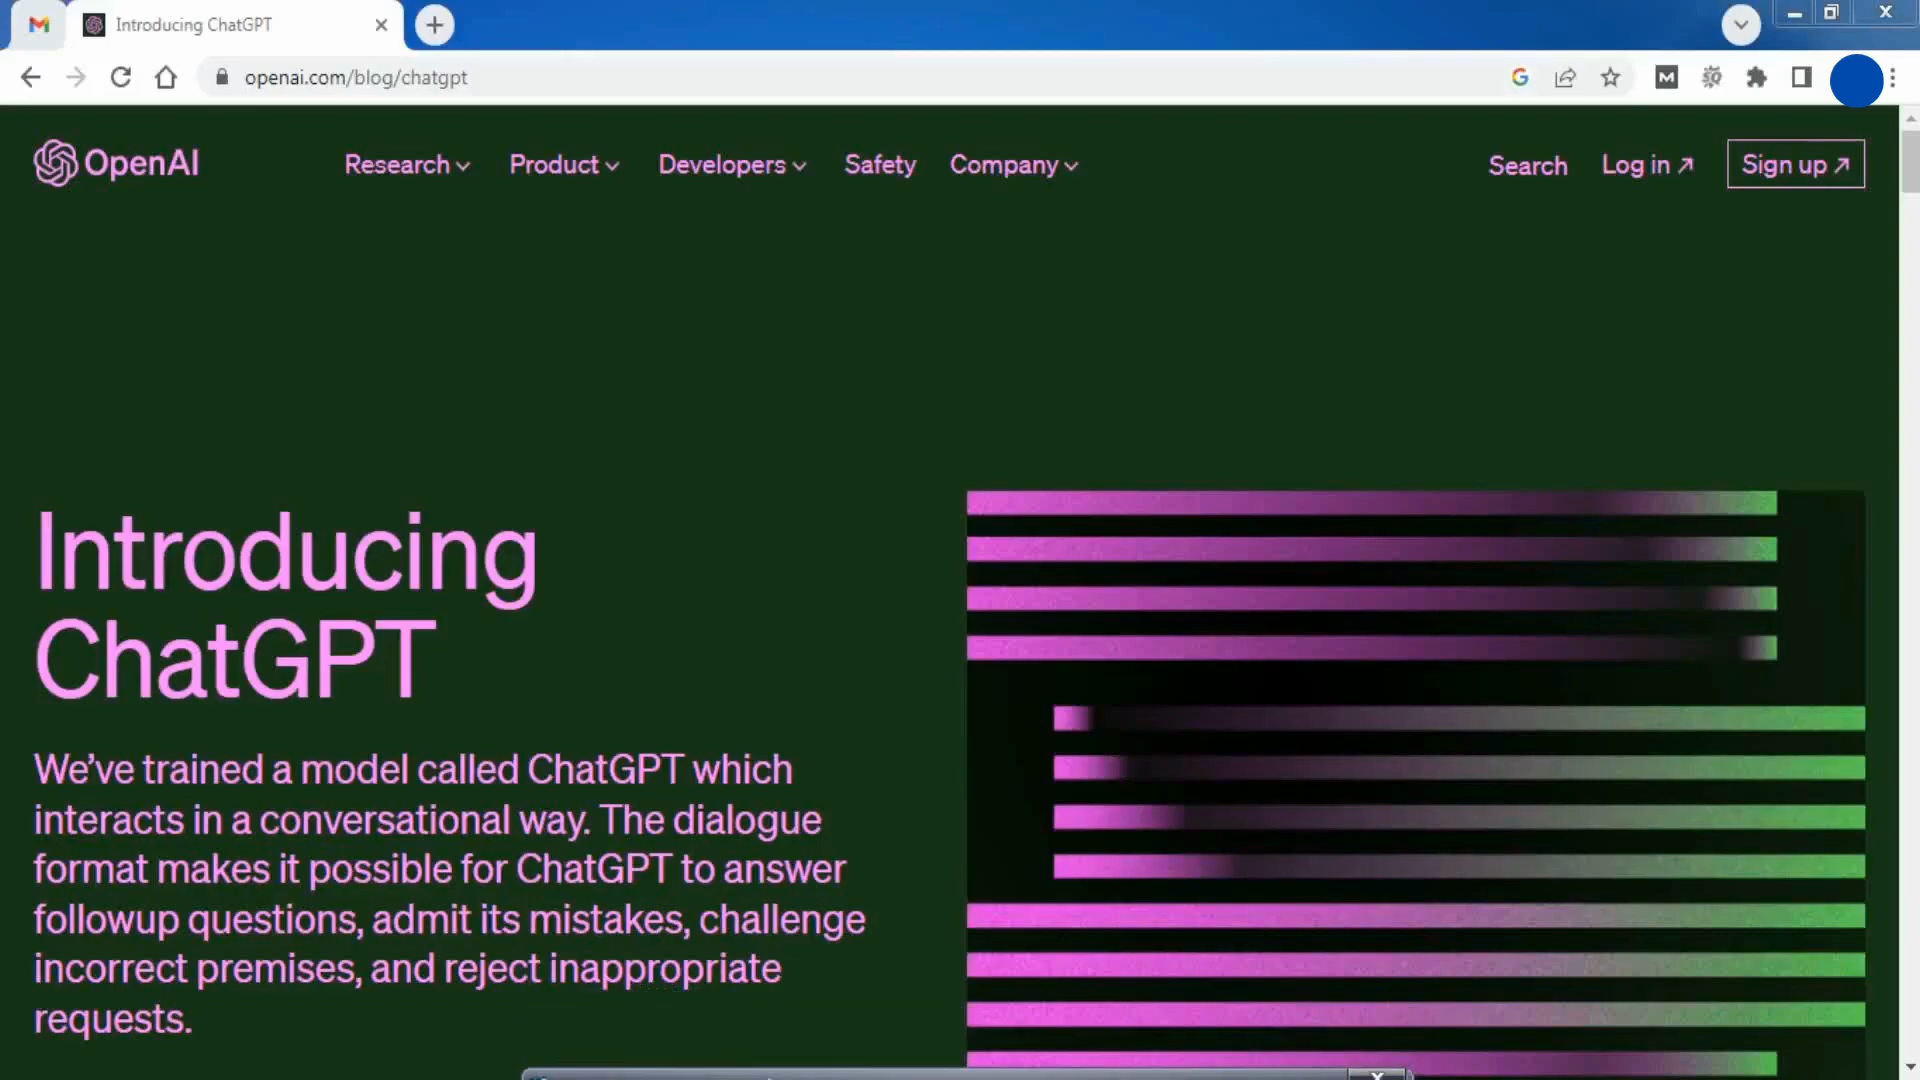 Introducing ChatGPT
openai.com/blog/chatgpt
OpenAI
Research
Product
Developers
Safety
Company
Search
Log in
Sign up
Introducing
ChatGPT
We’ve trained a model called ChatGPT which
interacts in a conversational way. The dialogue
format makes it possible for ChatGPT to answer
followup questions, admit its mistakes, challenge
incorrect premises, and reject inappropriate
requests.